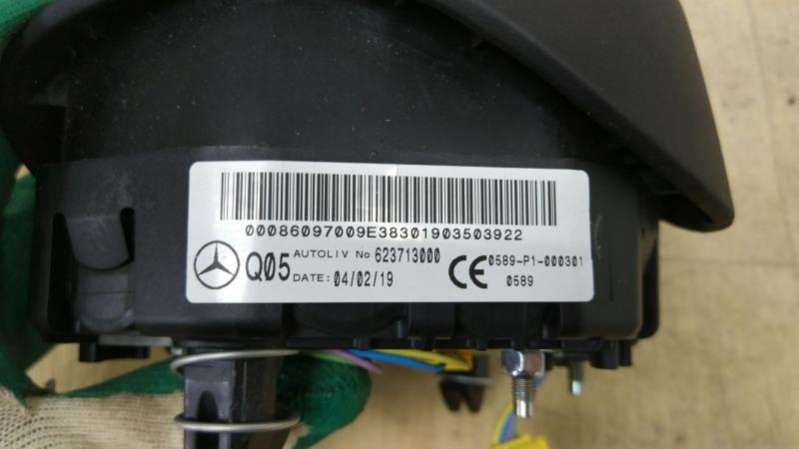 00086097009E38301903503922
Q05 AUTOLIV No 623713000
DATE: 04/02/19
CE 0589-P1-000301
0589